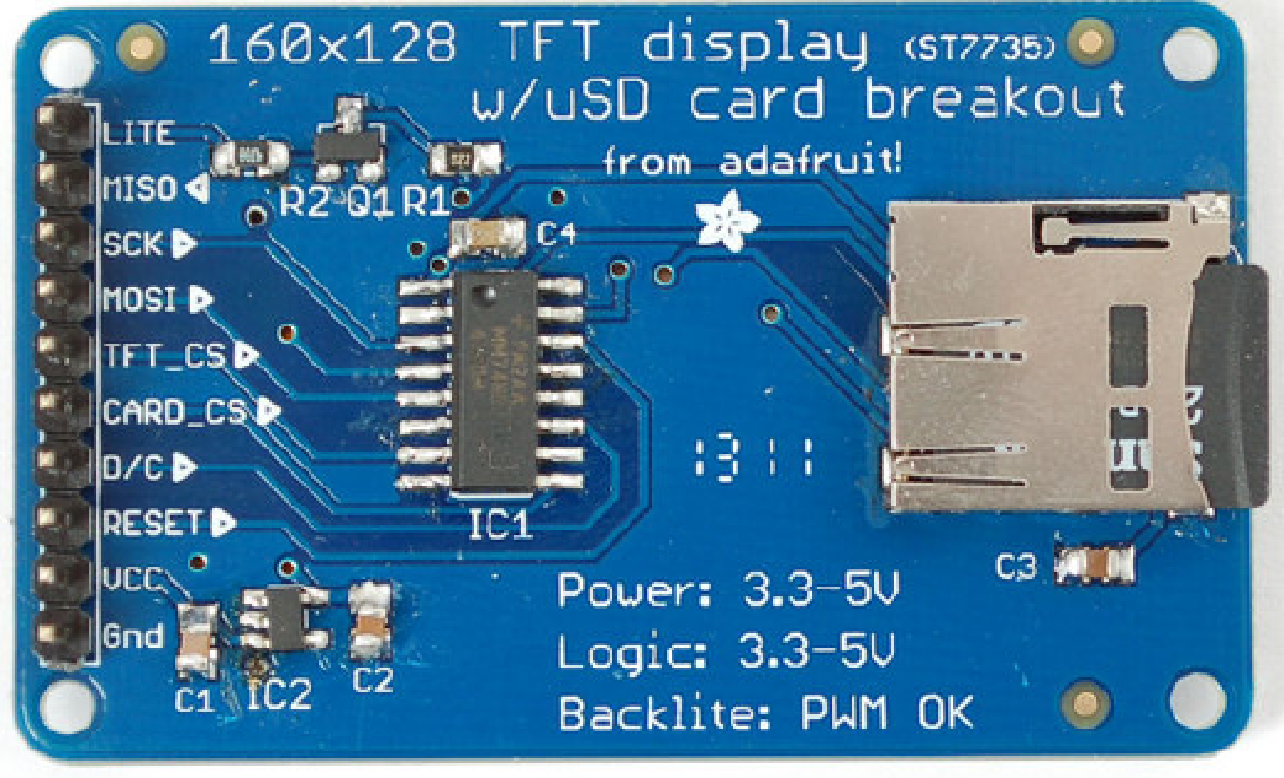 160x128 TFT display (ST7735)
w/uSD card breakout
from adafruit!
LITE
MISO
SCK
MOSI
TFT_CS
CARD_CS
D/C
RESET
VCC
Gnd
R2 Q1 R1
C4
IC1
1311
C3
C1 IC2 C2
Power: 3.3-5V
Logic: 3.3-5V
Backlite: PWM OK